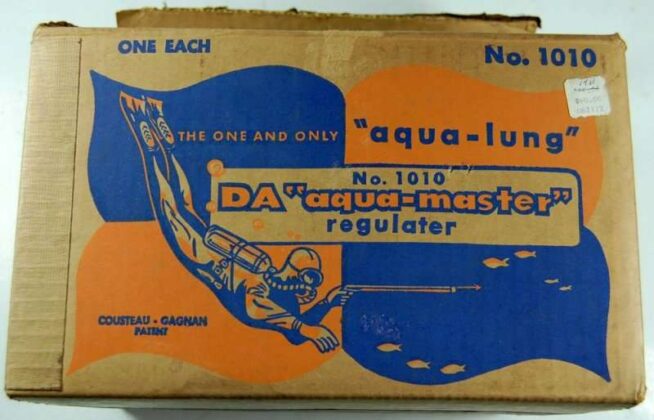 ONE EACH
No. 1010
THE ONE AND ONLY "aqua-lung"
No. 1010
DA "aqua-master"
regulater
COUSTEAU - GAGNAN
PATENT